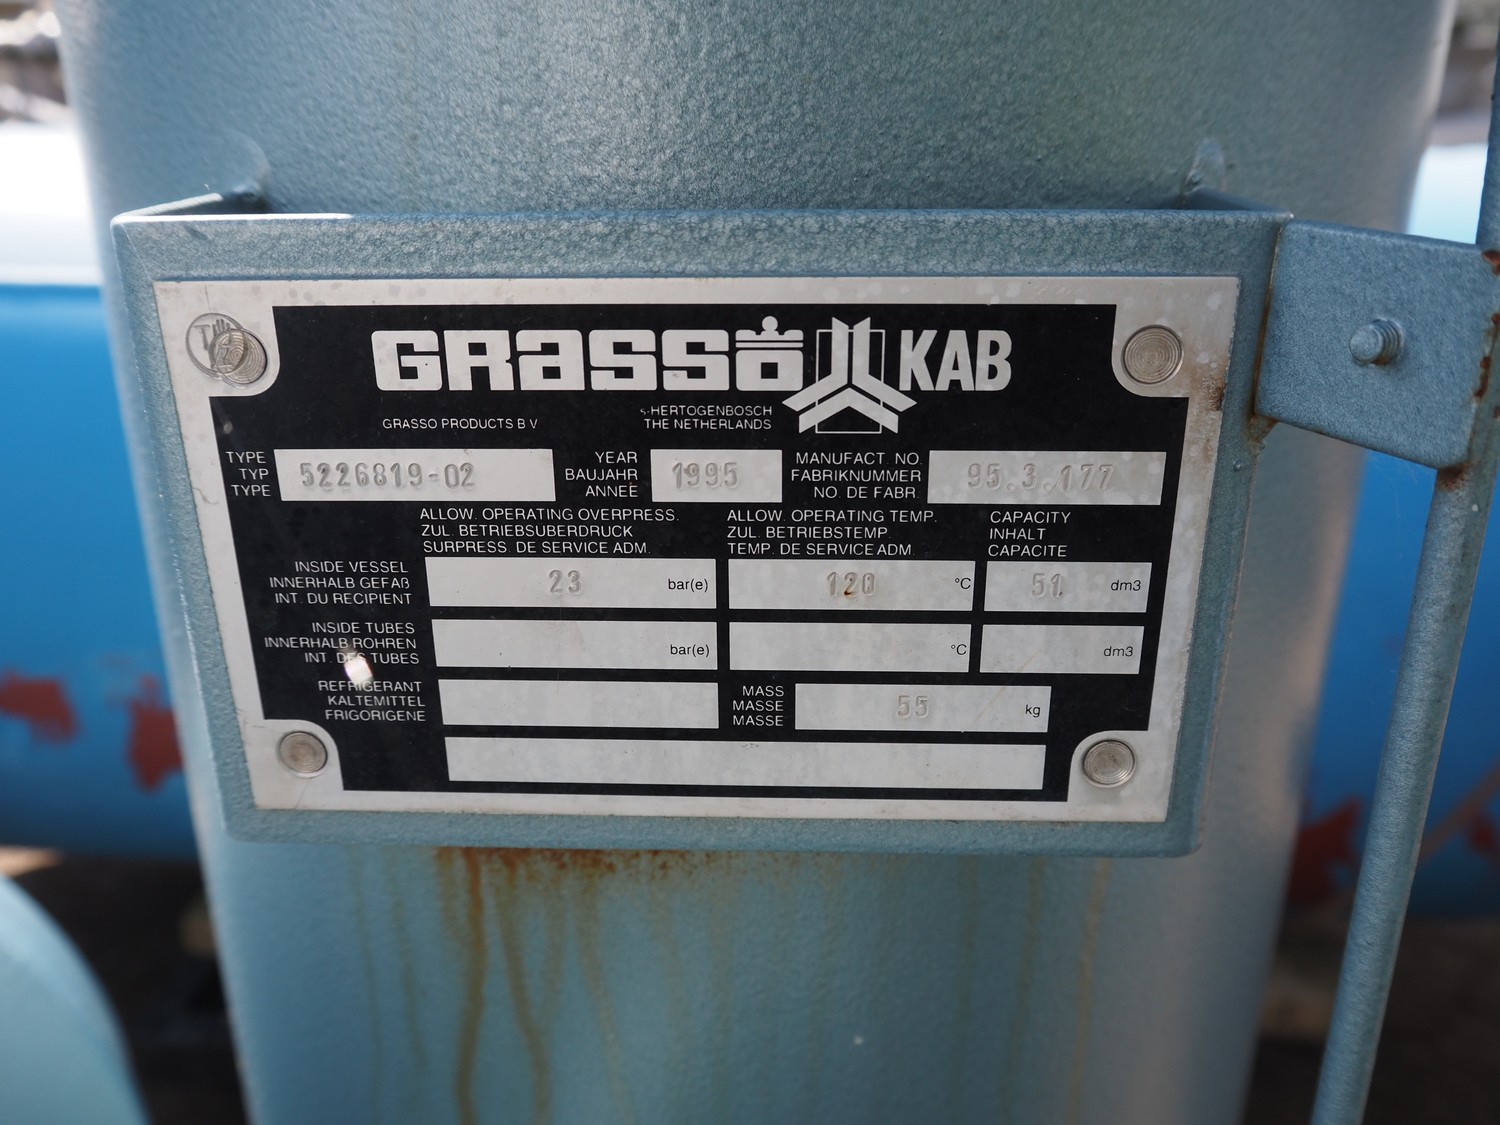 GRASSO KAB
GRASSO PRODUCTS B V
'S-HERTOGENBOSCH
THE NETHERLANDS
TYPE
TYP
TYPE
5226819-02
YEAR
BAUJAHR
ANNEE
1995
MANUFACT. NO.
FABRIKNUMMER
NO. DE FABR.
95.3.177
ALLOW. OPERATING OVERPRESS.
ZUL. BETRIEBSUBERDRUCK
SURPRESS. DE SERVICE ADM.
ALLOW. OPERATING TEMP.
ZUL. BETRIEBSTEMP.
TEMP. DE SERVICE ADM.
CAPACITY
INHALT
CAPACITE
INSIDE VESSEL
INNERHALB GEFAß
INT. DU RECIPIENT
23 bar(e)
120 °C
51 dm3
INSIDE TUBES
INNERHALB ROHREN
INT. DES TUBES
bar(e)
°C
dm3
REFRIGERANT
KALTEMITTEL
FRIGORIGENE
MASS
MASSE
MASSE
55 kg